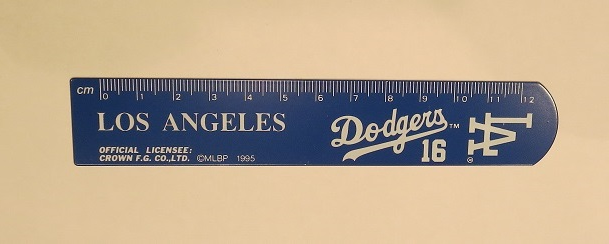 cm 0 1 2 3 4 5 6 7 8 9 10 11 12
LOS ANGELES
Dodgers™
16
LA®
OFFICIAL LICENSEE:
CROWN F.G. CO.,LTD. ©MLBP 1995